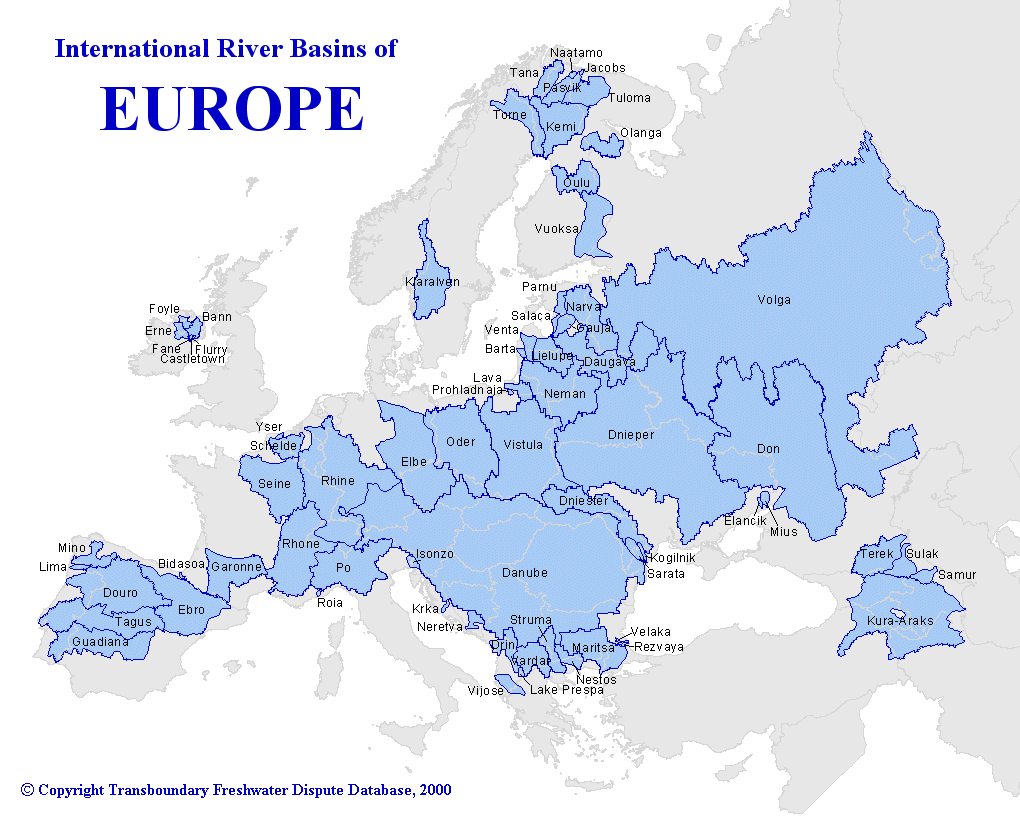 International River Basins of
EUROPE
Naatamo
Tana
Jacobs
Pasvik
Tuloma
Torne
Kemi
Olanga
Oulu
Vuoksa
Klaralven
Parnu
Volga
Foyle
Bann
Narva
Salaca
Erne
Venta
Gauja
Fane
Flurry
Barta
Lielupe
Castletown
Daugava
Lava
Prohladnaja
Neman
Yser
Schelde
Dnieper
Oder
Vistula
Don
Elbe
Seine
Rhine
Dniester
Elancik
Mius
Mino
Rhone
Isonzo
Terek
Sulak
Kogilnik
Lima
Bidasoa
Garonne
Po
Danube
Sarata
Samur
Douro
Roia
Ebro
Krka
Tagus
Struma
Kura-Araks
Neretva
Velaka
Guadiana
Drin
Maritsa
Rezvaya
Vardar
Nestos
Vijose
Lake Prespa
© Copyright Transboundary Freshwater Dispute Database, 2000